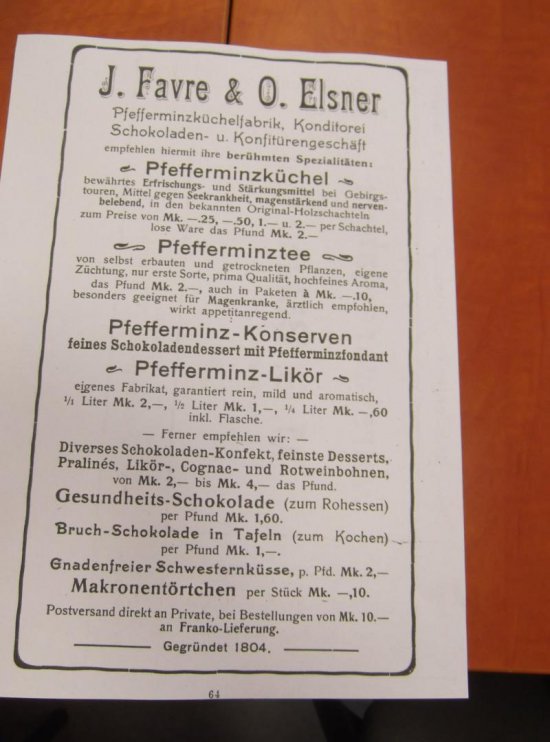 J. Favre & O. Elsner
Pfefferminzküchelfabrik, Konditorei
Schokoladen- u. Konfitürengeschäft
empfehlen hiermit ihre berühmten Spezialitäten:
Pfefferminzküchel
bewährtes Erfrischungs- und Stärkungsmittel bei Gebirgs-
touren, Mittel gegen Seekrankheit, magenstärkend und nerven-
belebend, in den bekannten Original-Holzschachteln
zum Preise von Mk. —.25, —.50, 1.— u. 2.— per Schachtel,
lose Ware das Pfund Mk. 2.—
Pfefferminztee
von selbst erbauten und getrockneten Pflanzen, eigene
Züchtung, nur erste Sorte, prima Qualität, hochfeines Aroma,
das Pfund Mk. 2.—, auch in Paketen à Mk. —.10,
besonders geeignet für Magenkranke, ärztlich empfohlen,
wirkt appetitanregend.
Pfefferminz-Konserven
feines Schokoladendessert mit Pfefferminzfondant
Pfefferminz-Likör
eigenes Fabrikat, garantiert rein, mild und aromatisch,
1/1 Liter Mk. 2,—, 1/2 Liter Mk. 1,—, 1/4 Liter Mk. —,60
inkl. Flasche.
— Ferner empfehlen wir: —
Diverses Schokoladen-Konfekt, feinste Desserts,
Pralinés, Likör-, Cognac- und Rotweinbohnen,
von Mk. 2,— bis Mk. 4,— das Pfund.
Gesundheits-Schokolade (zum Rohessen)
per Pfund Mk. 1,60.
Bruch-Schokolade in Tafeln (zum Kochen)
per Pfund Mk. 1,—.
Gnadenfreier Schwesternküsse, p. Pfd. Mk. 2,—
Makronentörtchen per Stück Mk. —,10.
Postversand direkt an Private, bei Bestellungen von Mk. 10.—
an Franko-Lieferung.
Gegründet 1804.
64